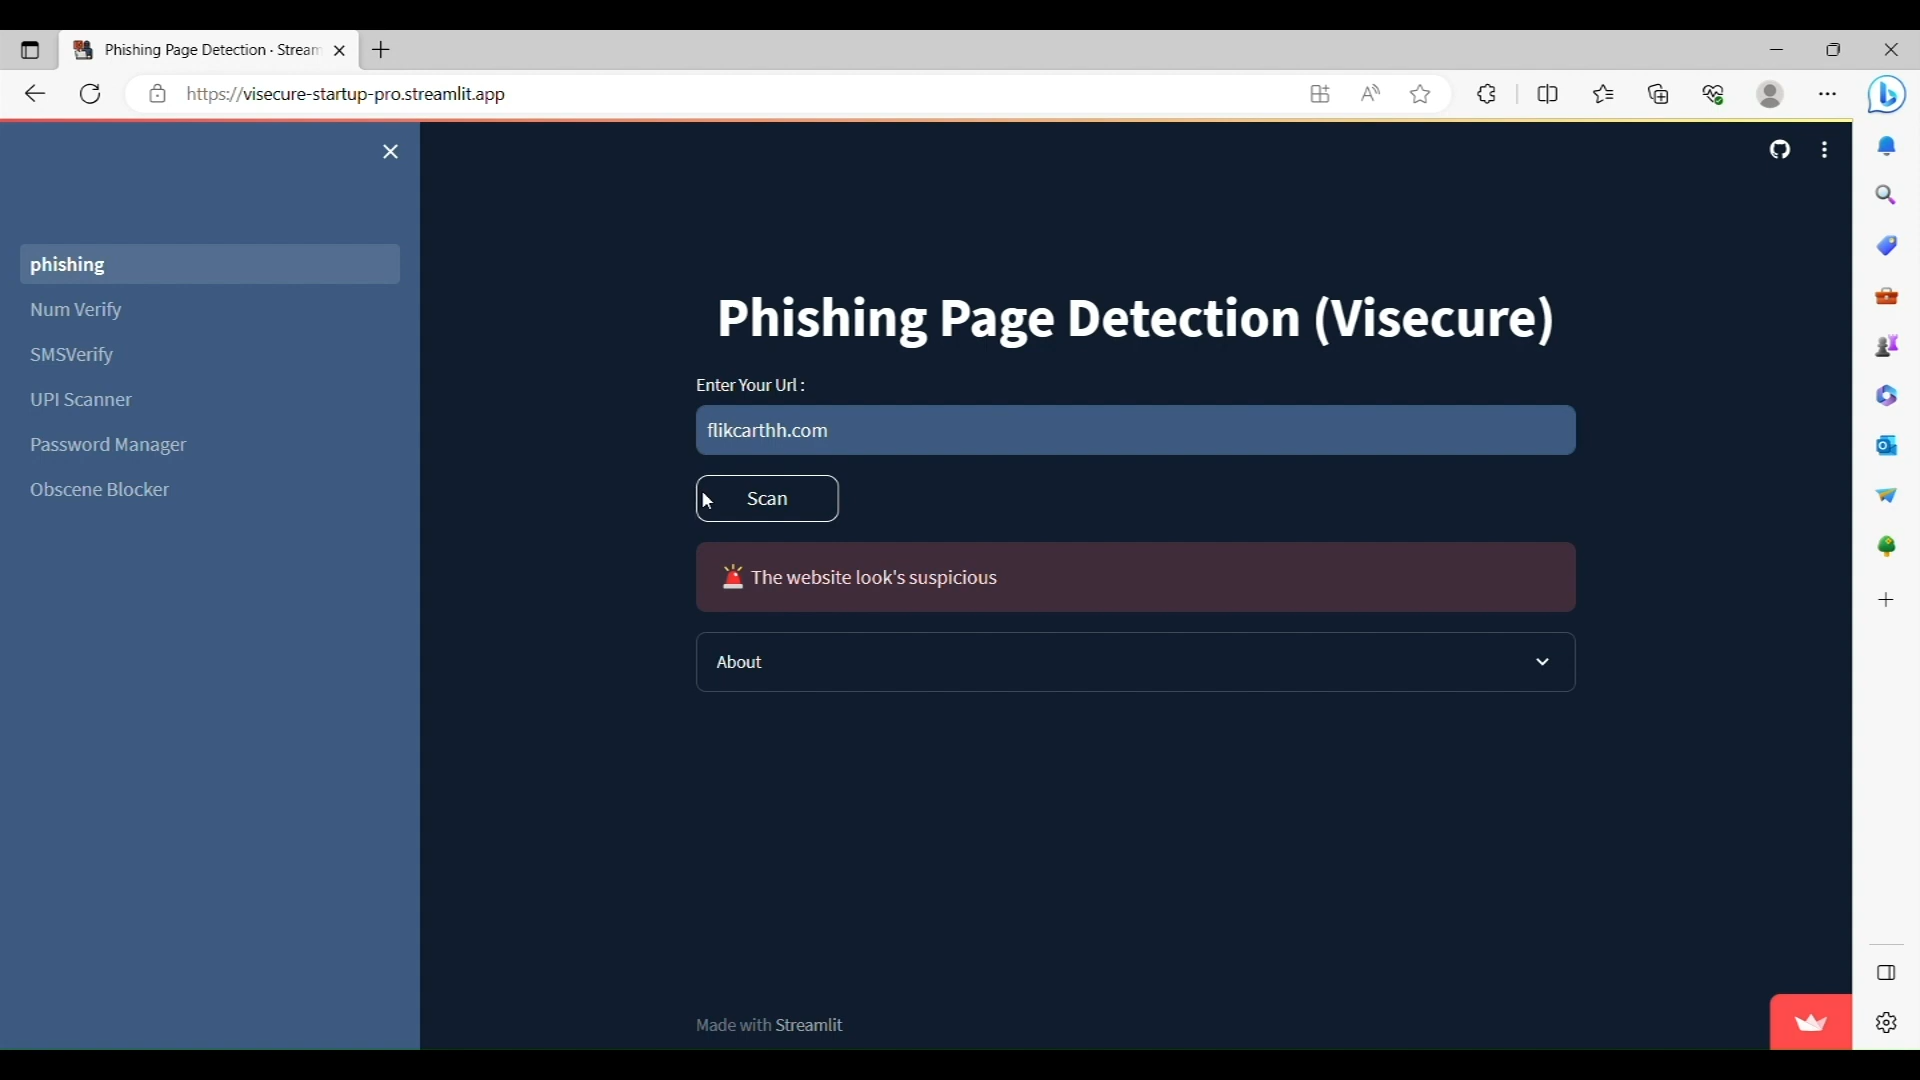 Phishing Page Detection · Stream
https://visecure-startup-pro.streamlit.app
phishing
Num Verify
SMSVerify
UPI Scanner
Password Manager
Obscene Blocker
Phishing Page Detection (Visecure)
Enter Your Url :
flikcarthh.com
Scan
The website look's suspicious
About
Made with Streamlit